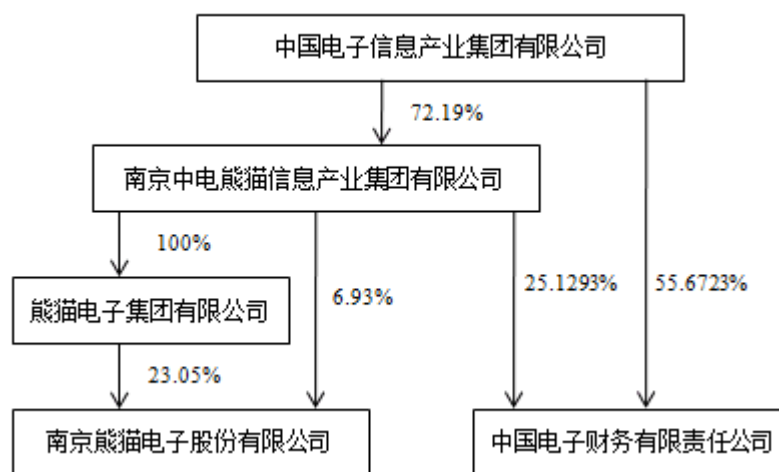 中国电子信息产业集团有限公司
72.19%
南京中电熊猫信息产业集团有限公司
100%
6.93%
25.1293%
55.6723%
熊猫电子集团有限公司
23.05%
南京熊猫电子股份有限公司
中国电子财务有限责任公司